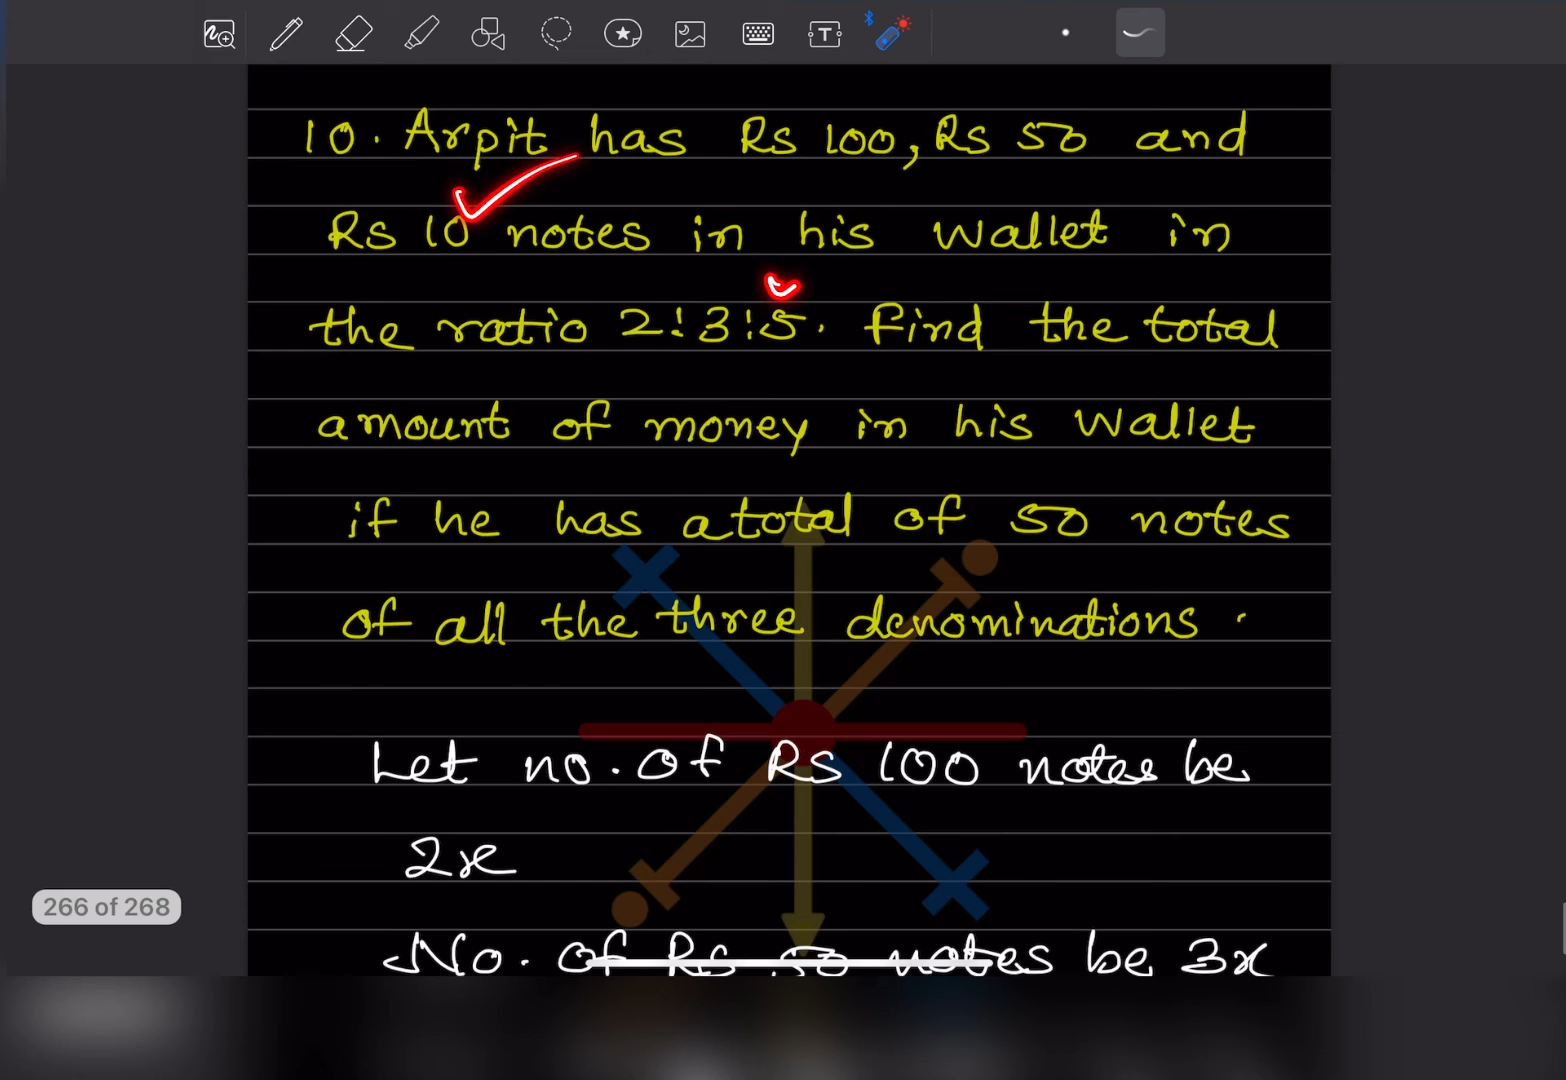 10. Arpit has Rs 100, Rs 50 and
Rs 10 notes in his wallet in
the ratio 2:3:5. find the total
amount of money in his wallet
if he has a total of 50 notes
of all the three denominations.
Let no. of Rs 100 notes be
2x
No. of Rs 50 notes be 3x
266 of 268